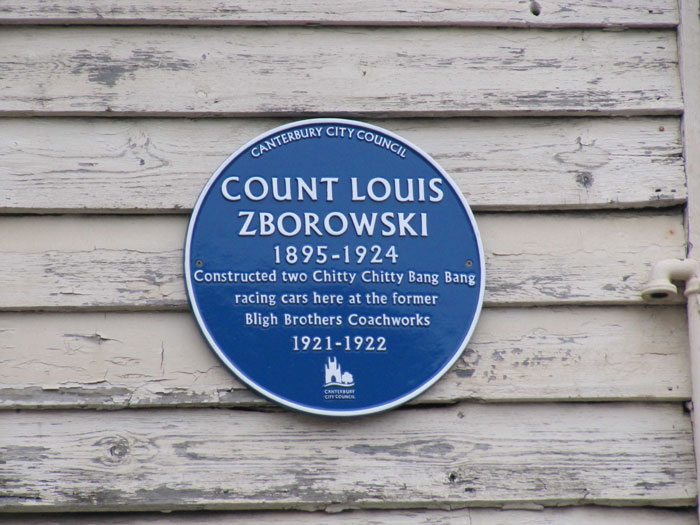 CANTERBURY CITY COUNCIL
COUNT LOUIS
ZBOROWSKI
1895-1924
Constructed two Chitty Chitty Bang Bang
racing cars here at the former
Bligh Brothers Coachworks
1921-1922
CANTERBURY
CITY COUNCIL